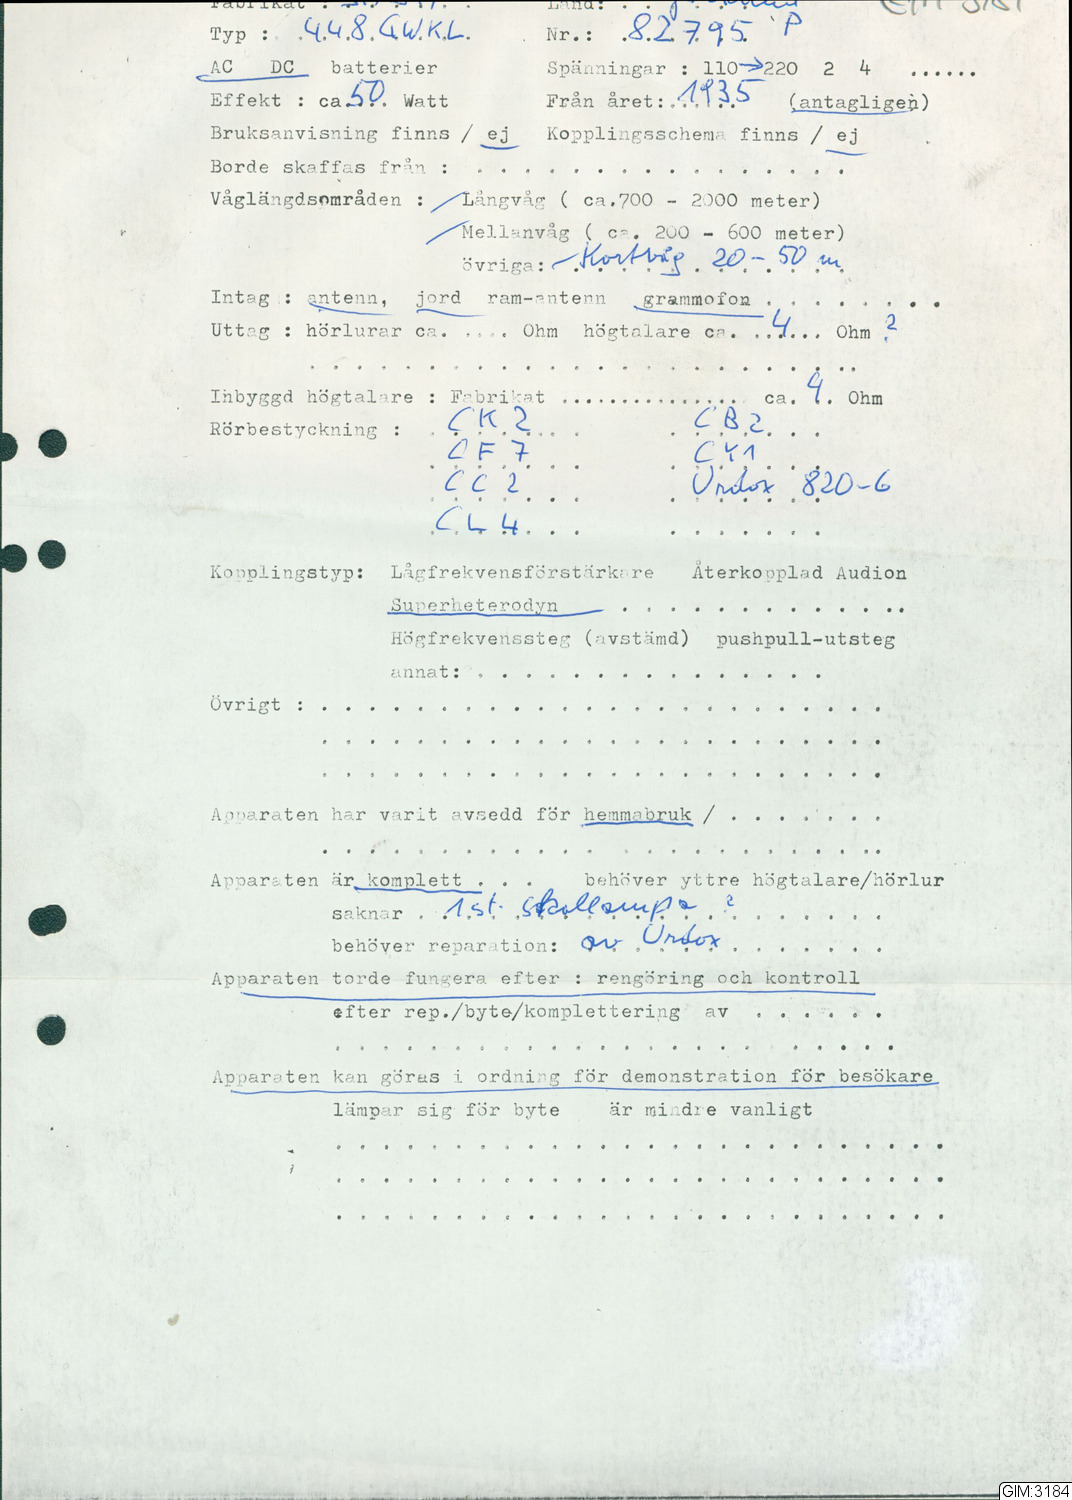 Fabrikat : Land: . .
Typ : 448 GWKL Nr.: 82795 P
AC DC batterier Spänningar : 110→220 2 4 ......
Effekt : ca 50 Watt Från året: 1935 (antagligen)
Bruksanvisning finns / ej Kopplingsschema finns / ej
Borde skaffas från : . . . . . . . . . . . . . . . .
Våglängdsområden : Långvåg ( ca.700 - 2000 meter)
Mellanvåg ( ca. 200 - 600 meter)
övriga: Kortvåg 20-50 m
Intag : antenn, jord ram-antenn grammofon . . . . . . . .
Uttag : hörlurar ca. .... Ohm högtalare ca. 4 ... Ohm ?
. . . . . . . . . . . . . . . . . . . . . . .
Inbyggd högtalare : Fabrikat ................ ca. 4. Ohm
Rörbestyckning : CK 2 CB2
CF 7 CY1
CC 2 Urdox 820-6
CL 4
Kopplingstyp: Lågfrekvensförstärkare Återkopplad Audion
Superheterodyn . . . . . . . . . . . . .
Högfrekvenssteg (avstämd) pushpull-utsteg
annat: . . . . . . . . . . . . . . .
Övrigt : . . . . . . . . . . . . . . . . . . . . . . . .
. . . . . . . . . . . . . . . . . . . . . . . .
. . . . . . . . . . . . . . . . . . . . . . . .
Apparaten har varit avsedd för hemmabruk / . . . . . . .
. . . . . . . . . . . . . . . . . . . . . . . .
Apparaten är komplett . . . behöver yttre högtalare/hörlur
saknar . 1 st. skallampa ? . . . . . .
behöver reparation: av Urdox . . . . . . .
Apparaten torde fungera efter : rengöring och kontroll
efter rep./byte/komplettering av . . . . . .
. . . . . . . . . . . . . . . . . . . . . . . .
Apparaten kan göras i ordning för demonstration för besökare
lämpar sig för byte är mindre vanligt
. . . . . . . . . . . . . . . . . . . . . . . . . .
. . . . . . . . . . . . . . . . . . . . . . . . . .
. . . . . . . . . . . . . . . . . . . . . . . . . .
GIM:3184